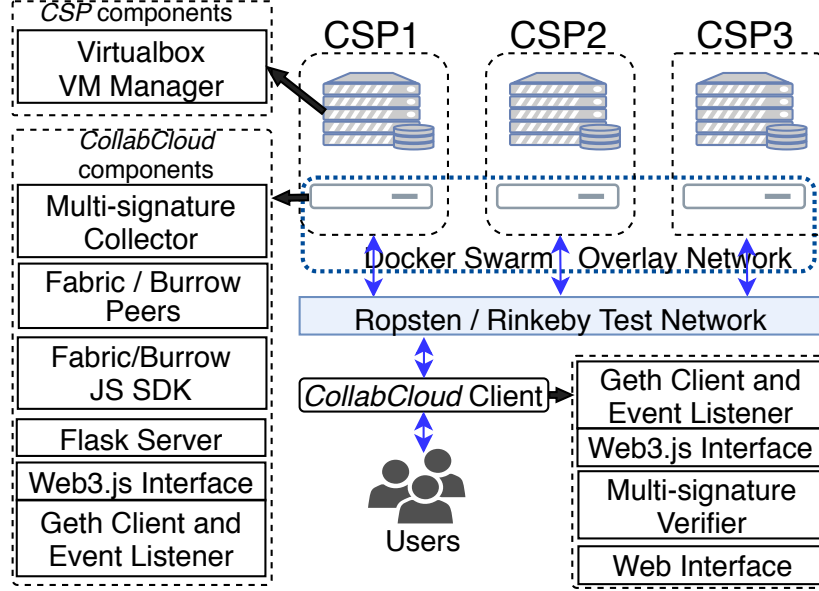 CSP components
Virtualbox
VM Manager
CollabCloud
components
Multi-signature
Collector
Fabric / Burrow
Peers
Fabric/Burrow
JS SDK
Flask Server
Web3.js Interface
Geth Client and
Event Listener
CSP1
CSP2
CSP3
Docker Swarm Overlay Network
Ropsten / Rinkeby Test Network
CollabCloud Client
Users
Geth Client and
Event Listener
Web3.js Interface
Multi-signature
Verifier
Web Interface